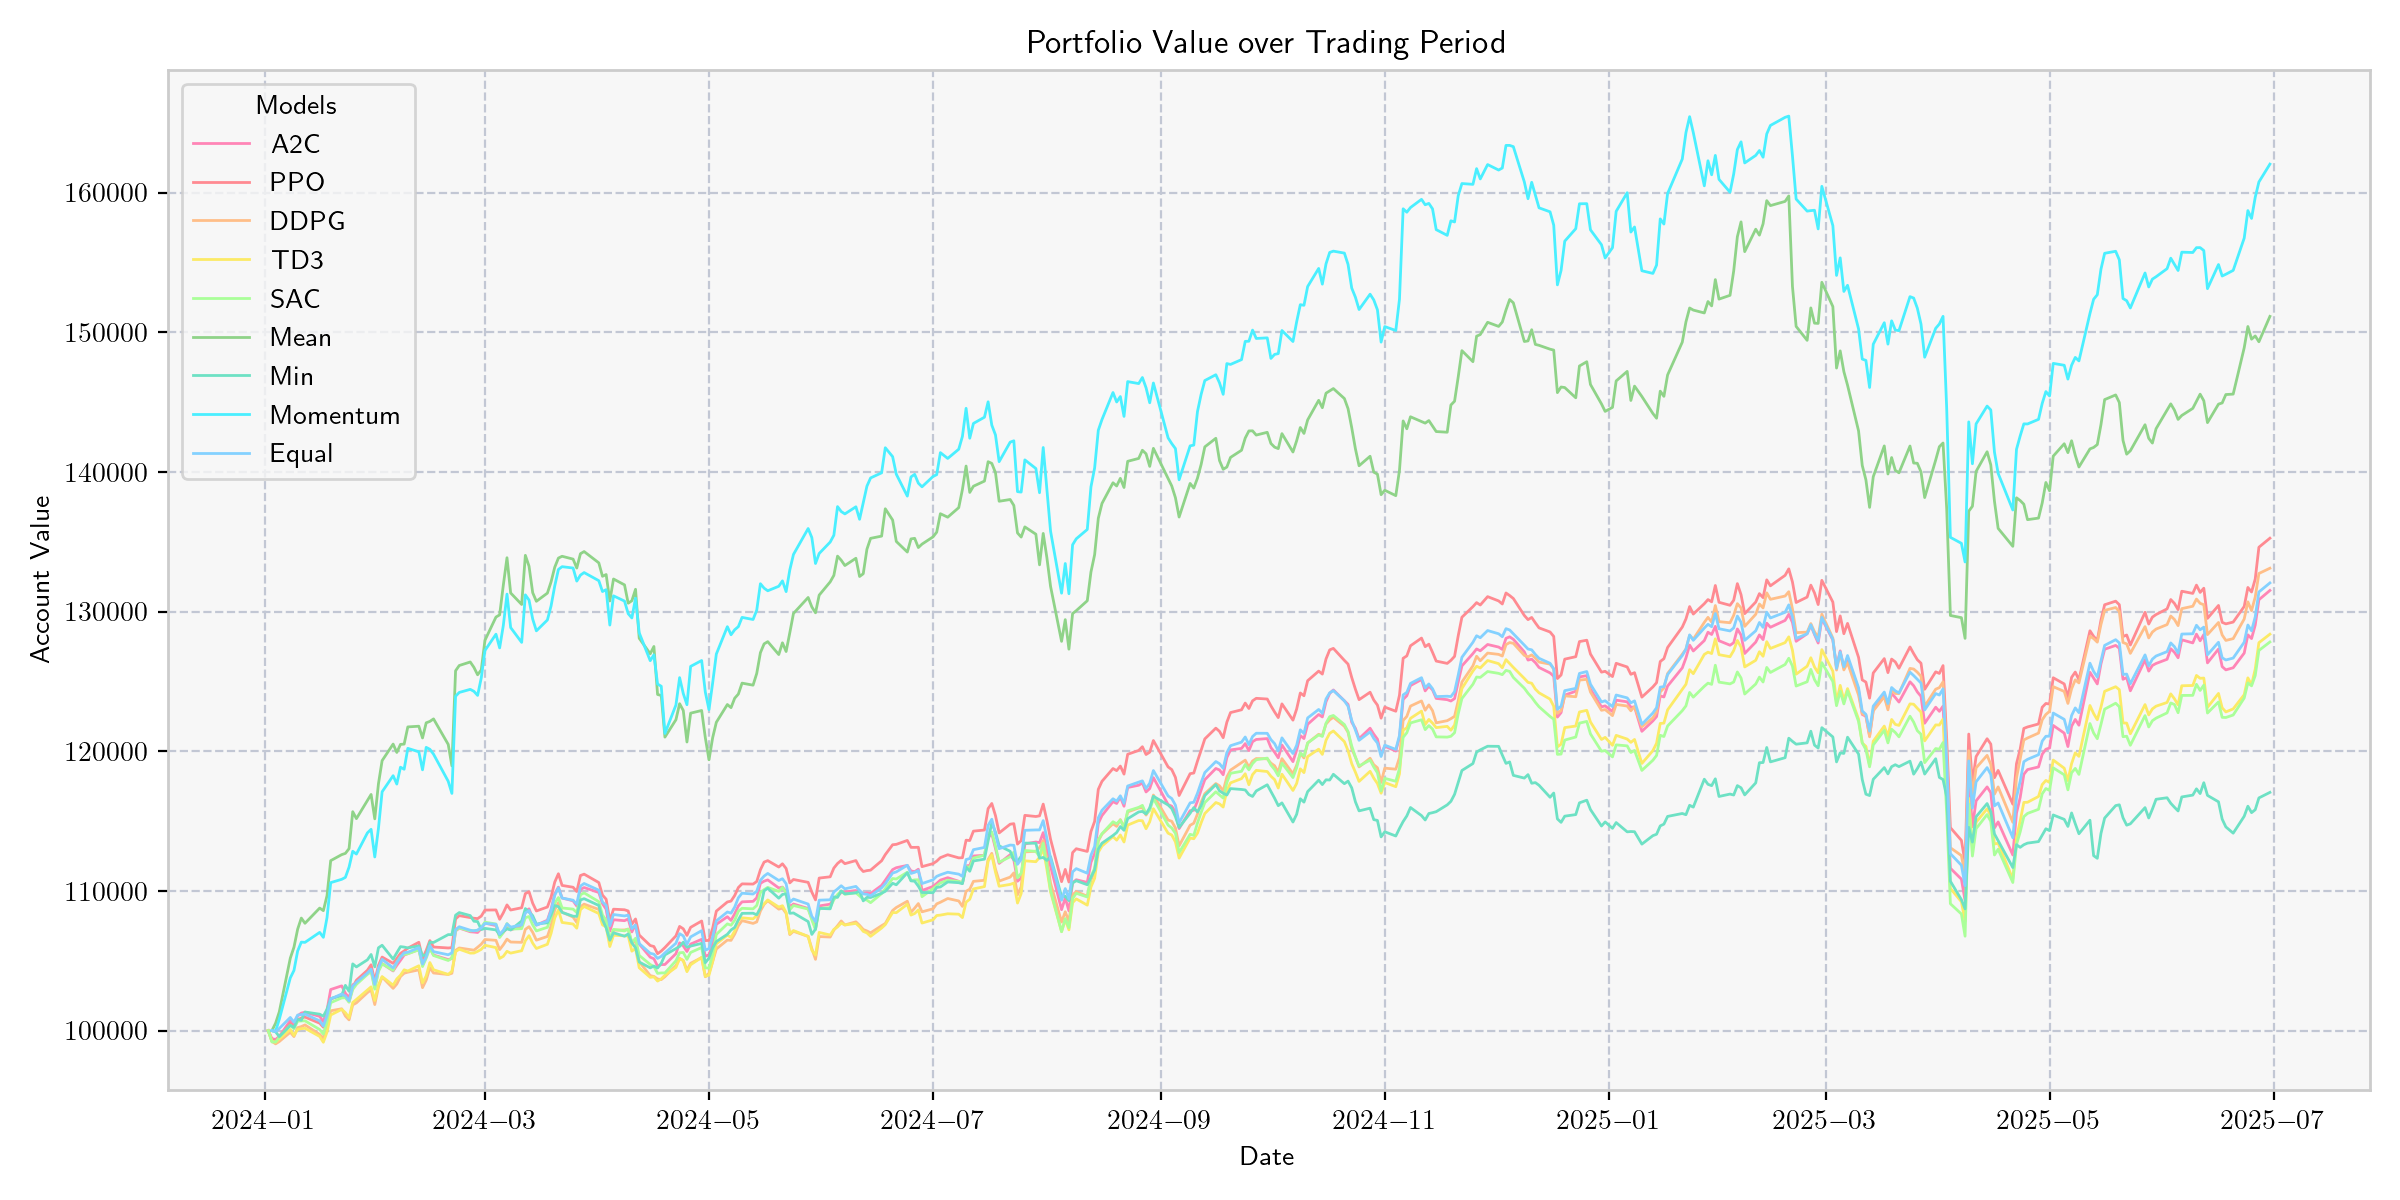 Portfolio Value over Trading Period
Models
A2C
PPO
DDPG
TD3
SAC
Mean
Min
Momentum
Equal
Account Value
160000
150000
140000
130000
120000
110000
100000
2024−01
2024−03
2024−05
2024−07
2024−09
2024−11
2025−01
2025−03
2025−05
2025−07
Date